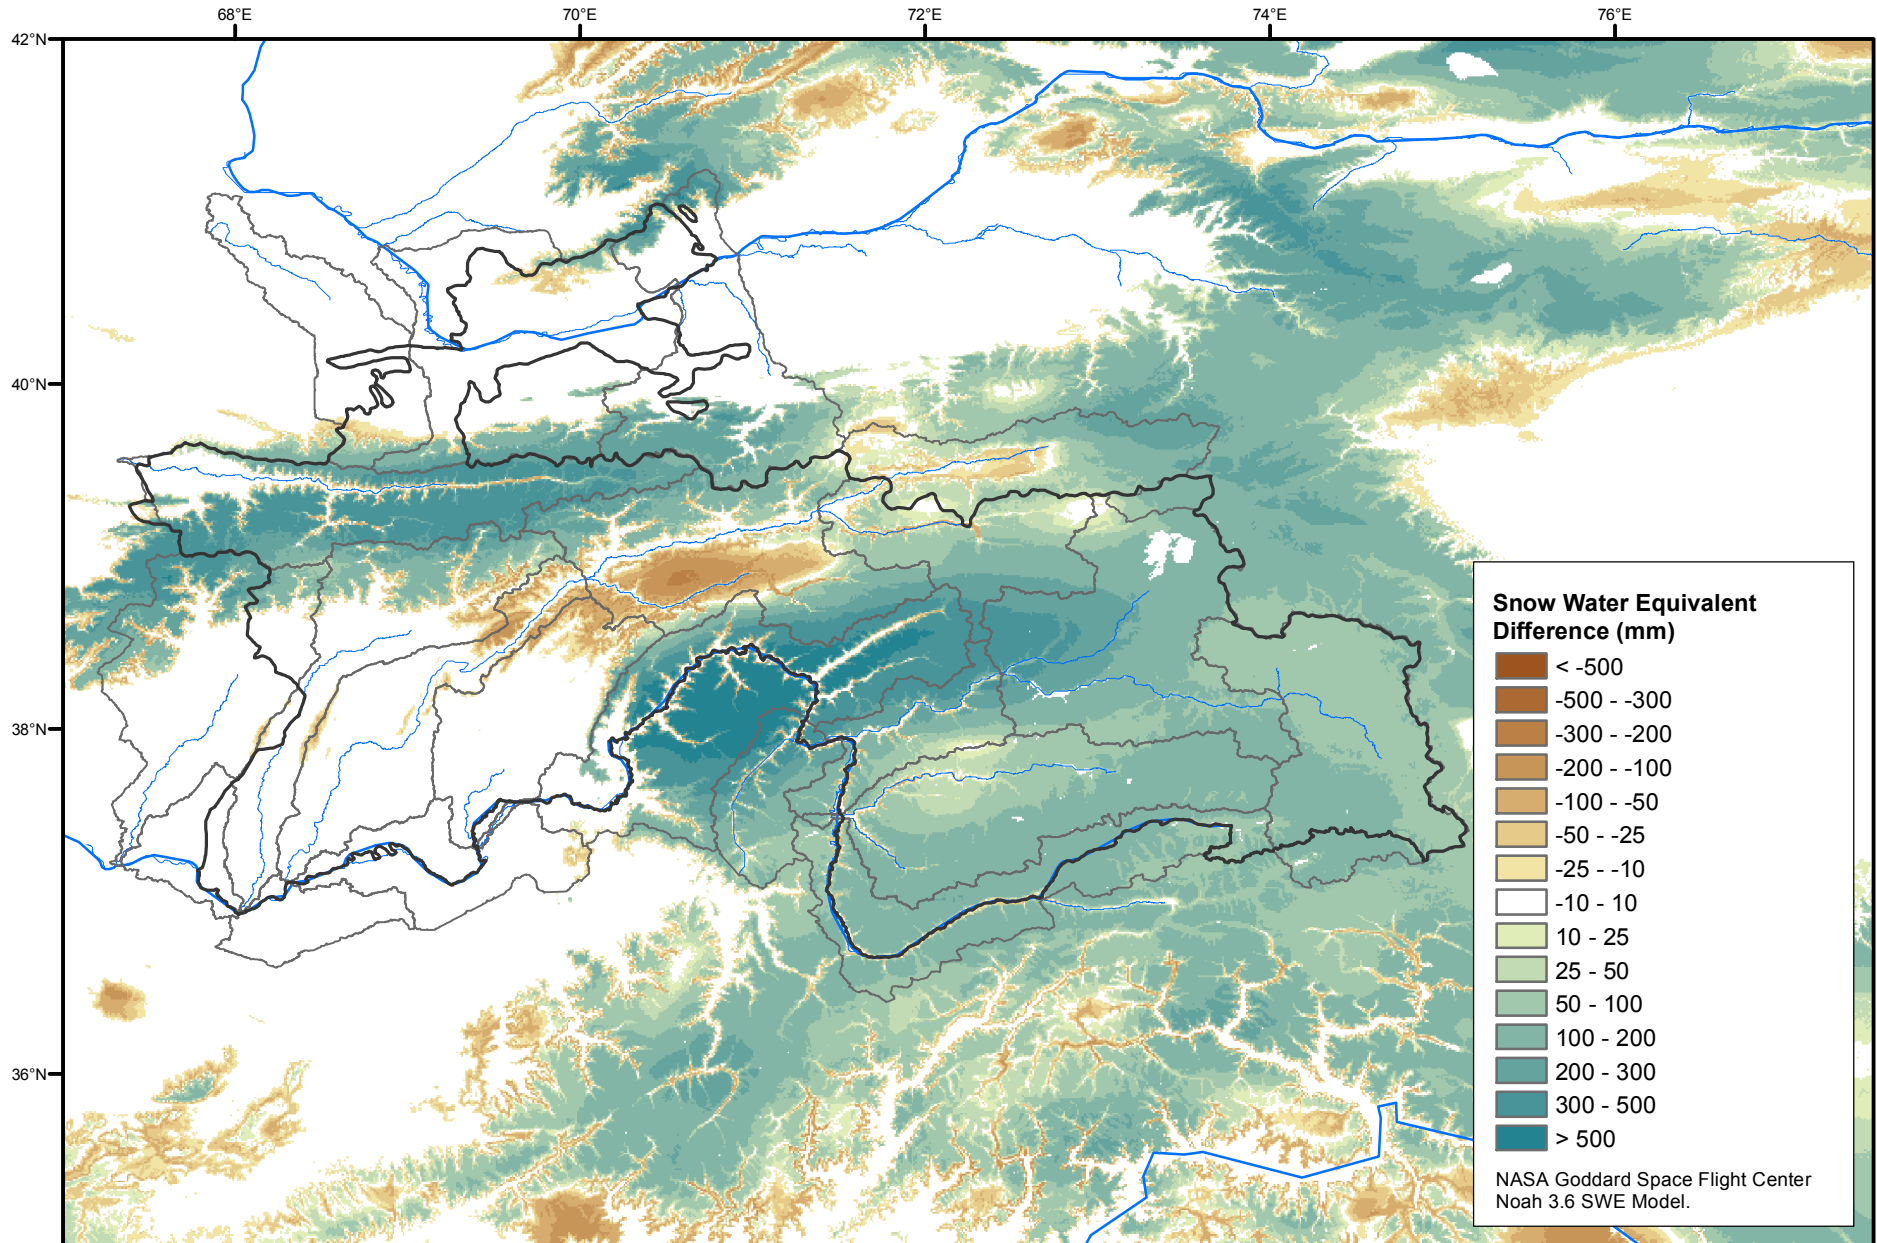 68°E
70°E
72°E
74°E
76°E
42°N
40°N
38°N
36°N
Snow Water Equivalent
Difference (mm)
< -500
-500 - -300
-300 - -200
-200 - -100
-100 - -50
-50 - -25
-25 - -10
-10 - 10
10 - 25
25 - 50
50 - 100
100 - 200
200 - 300
300 - 500
> 500
NASA Goddard Space Flight Center
Noah 3.6 SWE Model.